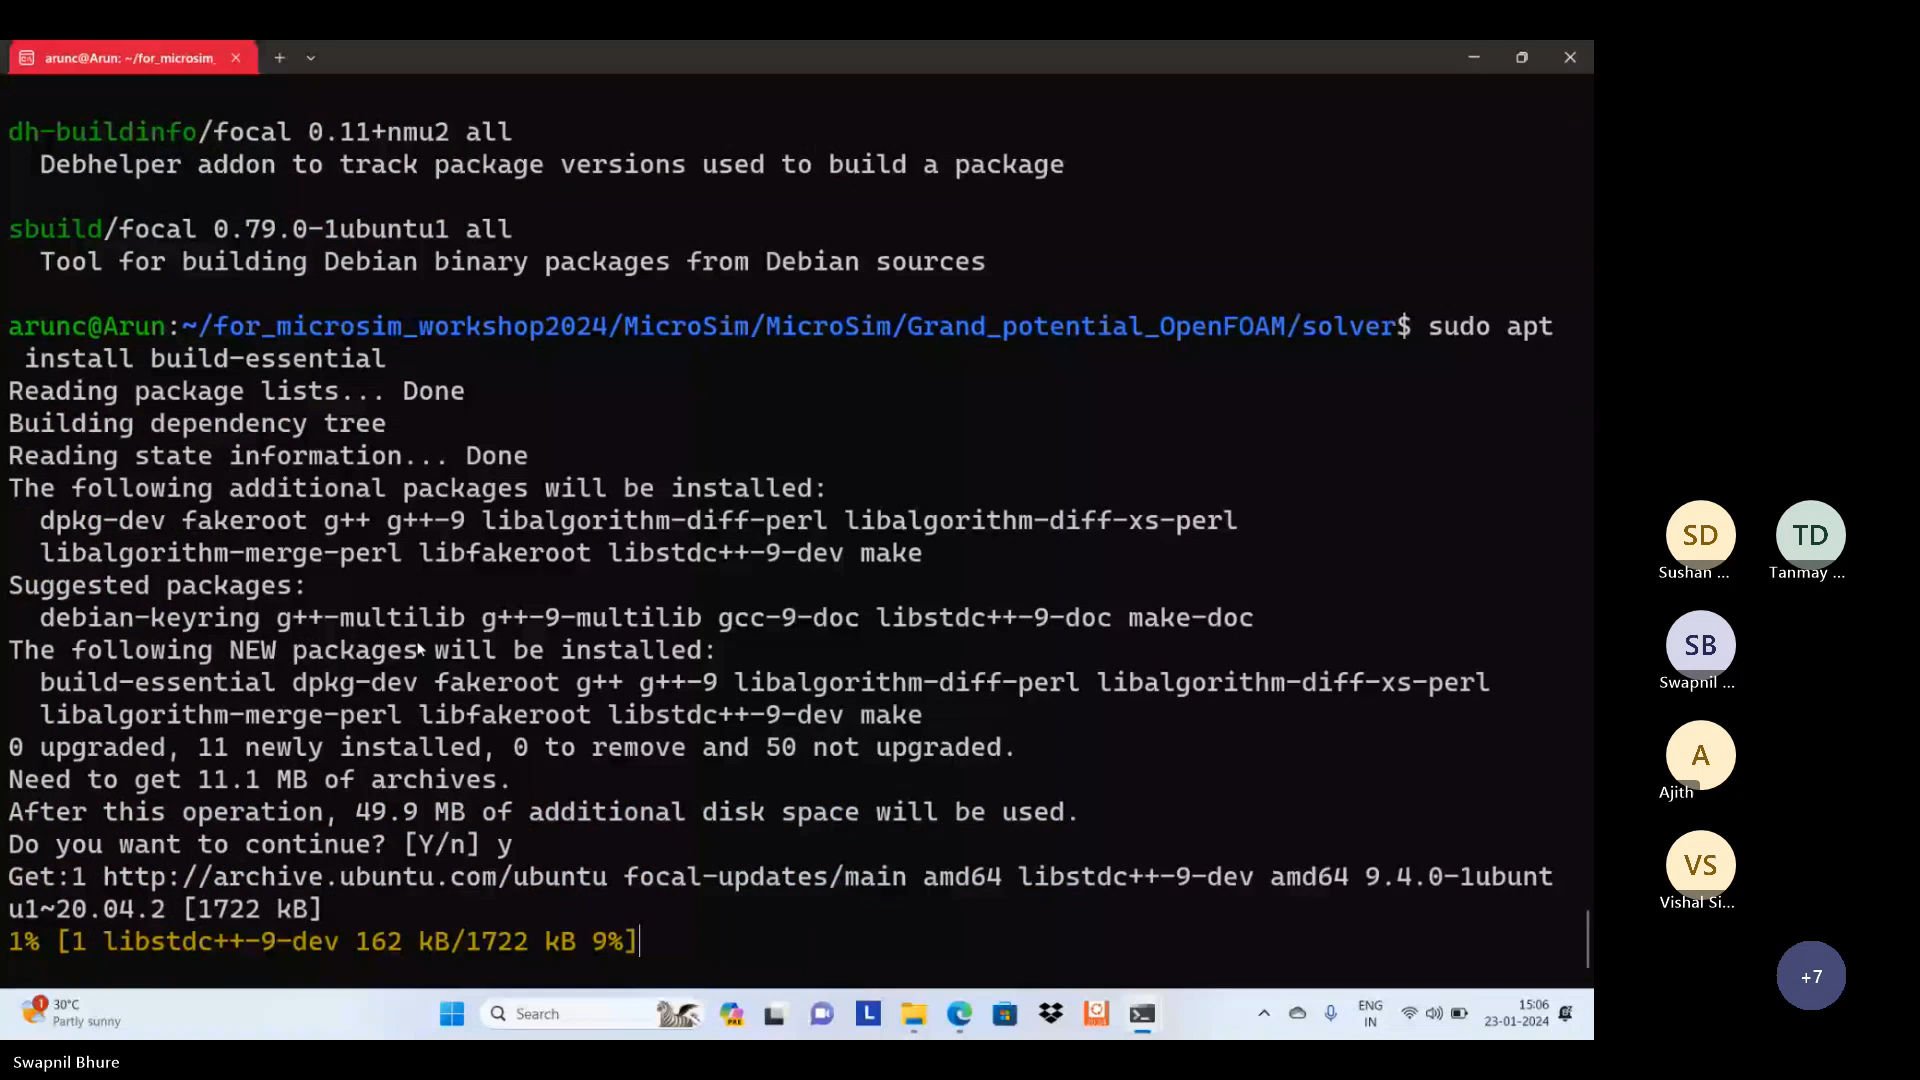 arunc@Arun: ~/for_microsim_
dh-buildinfo/focal 0.11+nmu2 all
Debhelper addon to track package versions used to build a package
sbuild/focal 0.79.0-1ubuntu1 all
Tool for building Debian binary packages from Debian sources
arunc@Arun:~/for_microsim_workshop2024/MicroSim/MicroSim/Grand_potential_OpenFOAM/solver$ sudo apt
install build-essential
Reading package lists... Done
Building dependency tree
Reading state information... Done
The following additional packages will be installed:
dpkg-dev fakeroot g++ g++-9 libalgorithm-diff-perl libalgorithm-diff-xs-perl
libalgorithm-merge-perl libfakeroot libstdc++-9-dev make
Suggested packages:
debian-keyring g++-multilib g++-9-multilib gcc-9-doc libstdc++-9-doc make-doc
The following NEW packages will be installed:
build-essential dpkg-dev fakeroot g++ g++-9 libalgorithm-diff-perl libalgorithm-diff-xs-perl
libalgorithm-merge-perl libfakeroot libstdc++-9-dev make
0 upgraded, 11 newly installed, 0 to remove and 50 not upgraded.
Need to get 11.1 MB of archives.
After this operation, 49.9 MB of additional disk space will be used.
Do you want to continue? [Y/n] y
Get:1 http://archive.ubuntu.com/ubuntu focal-updates/main amd64 libstdc++-9-dev amd64 9.4.0-1ubunt
u1~20.04.2 [1722 kB]
1% [1 libstdc++-9-dev 162 kB/1722 kB 9%]
SD
Sushan ...
TD
Tanmay ...
SB
Swapnil ...
A
Ajith
VS
Vishal Si...
+7
1
30°C
Partly sunny
Search
PRE
L
ENG
IN
15:06
23-01-2024
Swapnil Bhure